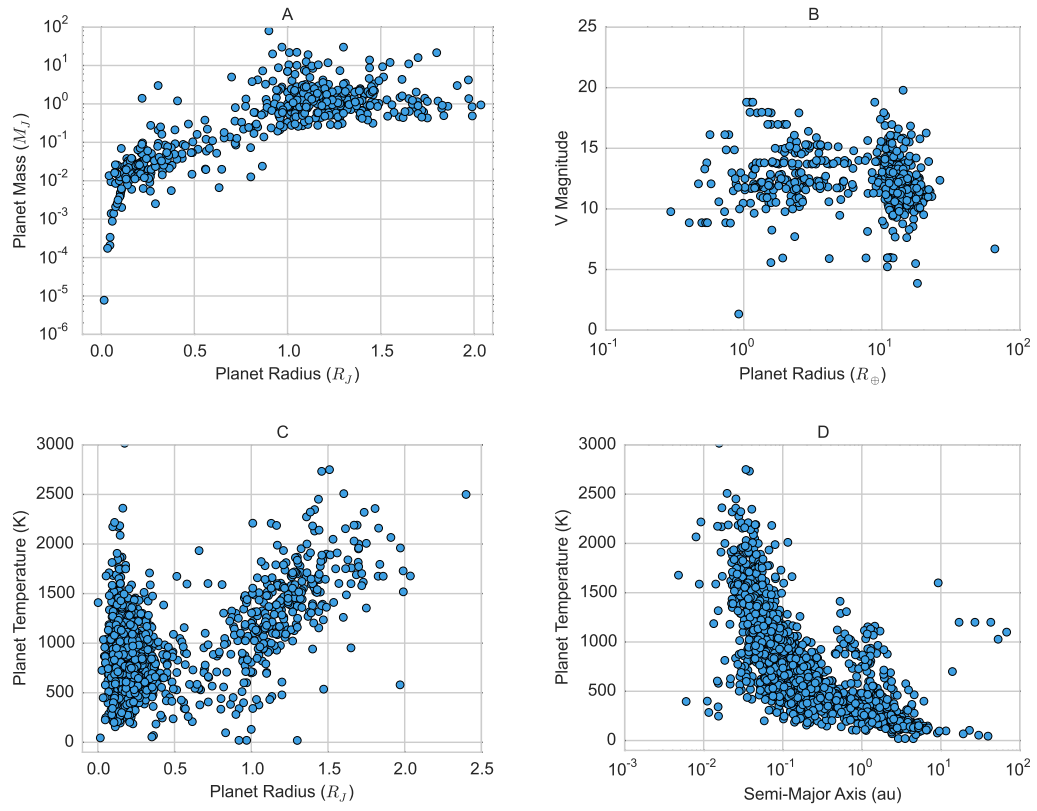 A
10^2
10^1
10^0
10^-1
10^-2
10^-3
10^-4
10^-5
10^-6
Planet Mass (M_J)
0.0 0.5 1.0 1.5 2.0
Planet Radius (R_J)
B
25
20
15
10
5
0
V Magnitude
10^-1 10^0 10^1 10^2
Planet Radius (R_⊕)
C
3000
2500
2000
1500
1000
500
0
Planet Temperature (K)
0.0 0.5 1.0 1.5 2.0 2.5
Planet Radius (R_J)
D
3000
2500
2000
1500
1000
500
0
Planet Temperature (K)
10^-3 10^-2 10^-1 10^0 10^1 10^2
Semi-Major Axis (au)